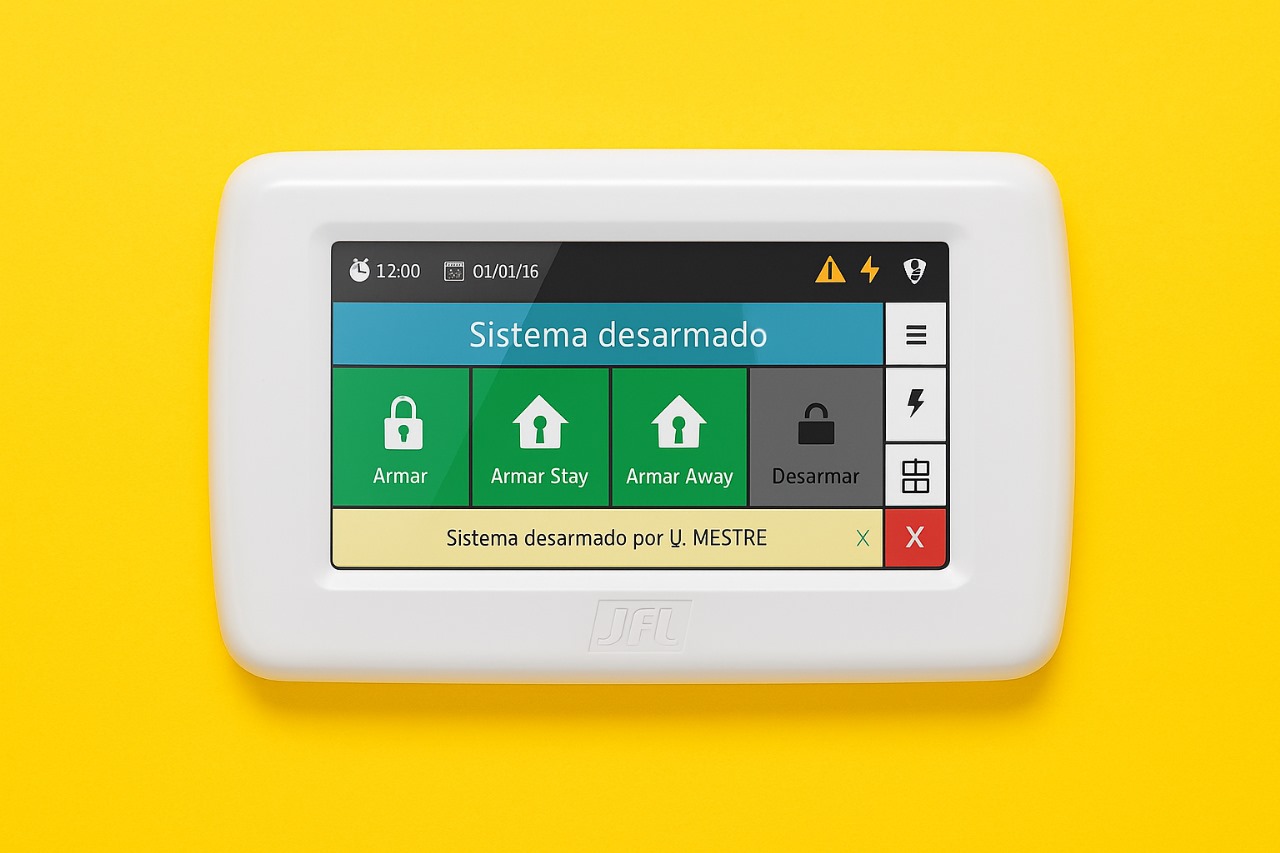 12:00 01/01/16
Sistema desarmado
Armar Armar Stay Armar Away Desarmar
Sistema desarmado por U. MESTRE X X
JFL